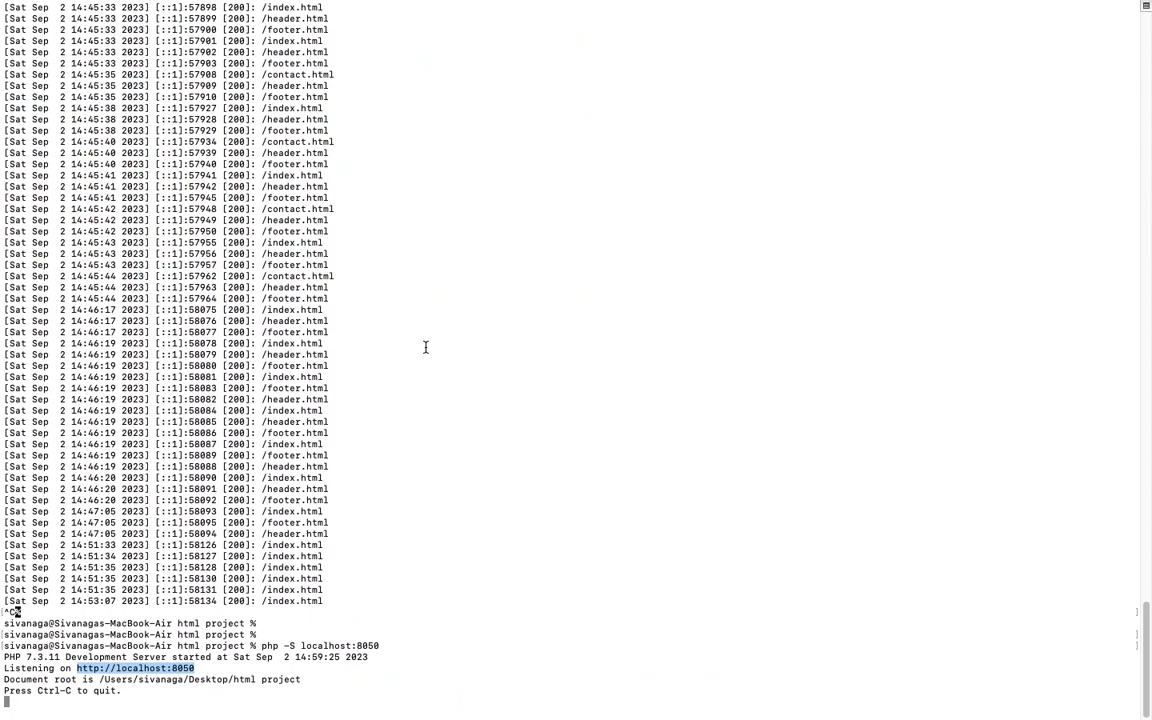 [Sat Sep  2 14:45:33 2023] [::1]:57898 [200]: /index.html
[Sat Sep  2 14:45:33 2023] [::1]:57899 [200]: /header.html
[Sat Sep  2 14:45:33 2023] [::1]:57900 [200]: /footer.html
[Sat Sep  2 14:45:33 2023] [::1]:57901 [200]: /index.html
[Sat Sep  2 14:45:33 2023] [::1]:57902 [200]: /header.html
[Sat Sep  2 14:45:33 2023] [::1]:57903 [200]: /footer.html
[Sat Sep  2 14:45:35 2023] [::1]:57908 [200]: /contact.html
[Sat Sep  2 14:45:35 2023] [::1]:57909 [200]: /header.html
[Sat Sep  2 14:45:35 2023] [::1]:57910 [200]: /footer.html
[Sat Sep  2 14:45:38 2023] [::1]:57927 [200]: /index.html
[Sat Sep  2 14:45:38 2023] [::1]:57928 [200]: /header.html
[Sat Sep  2 14:45:38 2023] [::1]:57929 [200]: /footer.html
[Sat Sep  2 14:45:40 2023] [::1]:57934 [200]: /contact.html
[Sat Sep  2 14:45:40 2023] [::1]:57939 [200]: /header.html
[Sat Sep  2 14:45:40 2023] [::1]:57940 [200]: /footer.html
[Sat Sep  2 14:45:41 2023] [::1]:57941 [200]: /index.html
[Sat Sep  2 14:45:41 2023] [::1]:57942 [200]: /header.html
[Sat Sep  2 14:45:41 2023] [::1]:57945 [200]: /footer.html
[Sat Sep  2 14:45:42 2023] [::1]:57948 [200]: /contact.html
[Sat Sep  2 14:45:42 2023] [::1]:57949 [200]: /header.html
[Sat Sep  2 14:45:42 2023] [::1]:57950 [200]: /footer.html
[Sat Sep  2 14:45:43 2023] [::1]:57955 [200]: /index.html
[Sat Sep  2 14:45:43 2023] [::1]:57956 [200]: /header.html
[Sat Sep  2 14:45:43 2023] [::1]:57957 [200]: /footer.html
[Sat Sep  2 14:45:44 2023] [::1]:57962 [200]: /contact.html
[Sat Sep  2 14:45:44 2023] [::1]:57963 [200]: /header.html
[Sat Sep  2 14:45:44 2023] [::1]:57964 [200]: /footer.html
[Sat Sep  2 14:46:17 2023] [::1]:58075 [200]: /index.html
[Sat Sep  2 14:46:17 2023] [::1]:58076 [200]: /header.html
[Sat Sep  2 14:46:17 2023] [::1]:58077 [200]: /footer.html
[Sat Sep  2 14:46:19 2023] [::1]:58078 [200]: /index.html
[Sat Sep  2 14:46:19 2023] [::1]:58079 [200]: /header.html
[Sat Sep  2 14:46:19 2023] [::1]:58080 [200]: /footer.html
[Sat Sep  2 14:46:19 2023] [::1]:58081 [200]: /index.html
[Sat Sep  2 14:46:19 2023] [::1]:58083 [200]: /footer.html
[Sat Sep  2 14:46:19 2023] [::1]:58082 [200]: /header.html
[Sat Sep  2 14:46:19 2023] [::1]:58084 [200]: /index.html
[Sat Sep  2 14:46:19 2023] [::1]:58085 [200]: /header.html
[Sat Sep  2 14:46:19 2023] [::1]:58086 [200]: /footer.html
[Sat Sep  2 14:46:19 2023] [::1]:58087 [200]: /index.html
[Sat Sep  2 14:46:19 2023] [::1]:58089 [200]: /footer.html
[Sat Sep  2 14:46:19 2023] [::1]:58088 [200]: /header.html
[Sat Sep  2 14:46:20 2023] [::1]:58090 [200]: /index.html
[Sat Sep  2 14:46:20 2023] [::1]:58091 [200]: /header.html
[Sat Sep  2 14:46:20 2023] [::1]:58092 [200]: /footer.html
[Sat Sep  2 14:47:05 2023] [::1]:58093 [200]: /index.html
[Sat Sep  2 14:47:05 2023] [::1]:58095 [200]: /footer.html
[Sat Sep  2 14:47:05 2023] [::1]:58094 [200]: /header.html
[Sat Sep  2 14:51:33 2023] [::1]:58126 [200]: /index.html
[Sat Sep  2 14:51:34 2023] [::1]:58127 [200]: /index.html
[Sat Sep  2 14:51:35 2023] [::1]:58128 [200]: /index.html
[Sat Sep  2 14:51:35 2023] [::1]:58130 [200]: /index.html
[Sat Sep  2 14:51:35 2023] [::1]:58131 [200]: /index.html
[Sat Sep  2 14:53:07 2023] [::1]:58134 [200]: /index.html
^C%
sivanaga@Sivanagas-MacBook-Air html project %
sivanaga@Sivanagas-MacBook-Air html project %
sivanaga@Sivanagas-MacBook-Air html project % php -S localhost:8050
PHP 7.3.11 Development Server started at Sat Sep  2 14:59:25 2023
Listening on http://localhost:8050
Document root is /Users/sivanaga/Desktop/html project
Press Ctrl-C to quit.